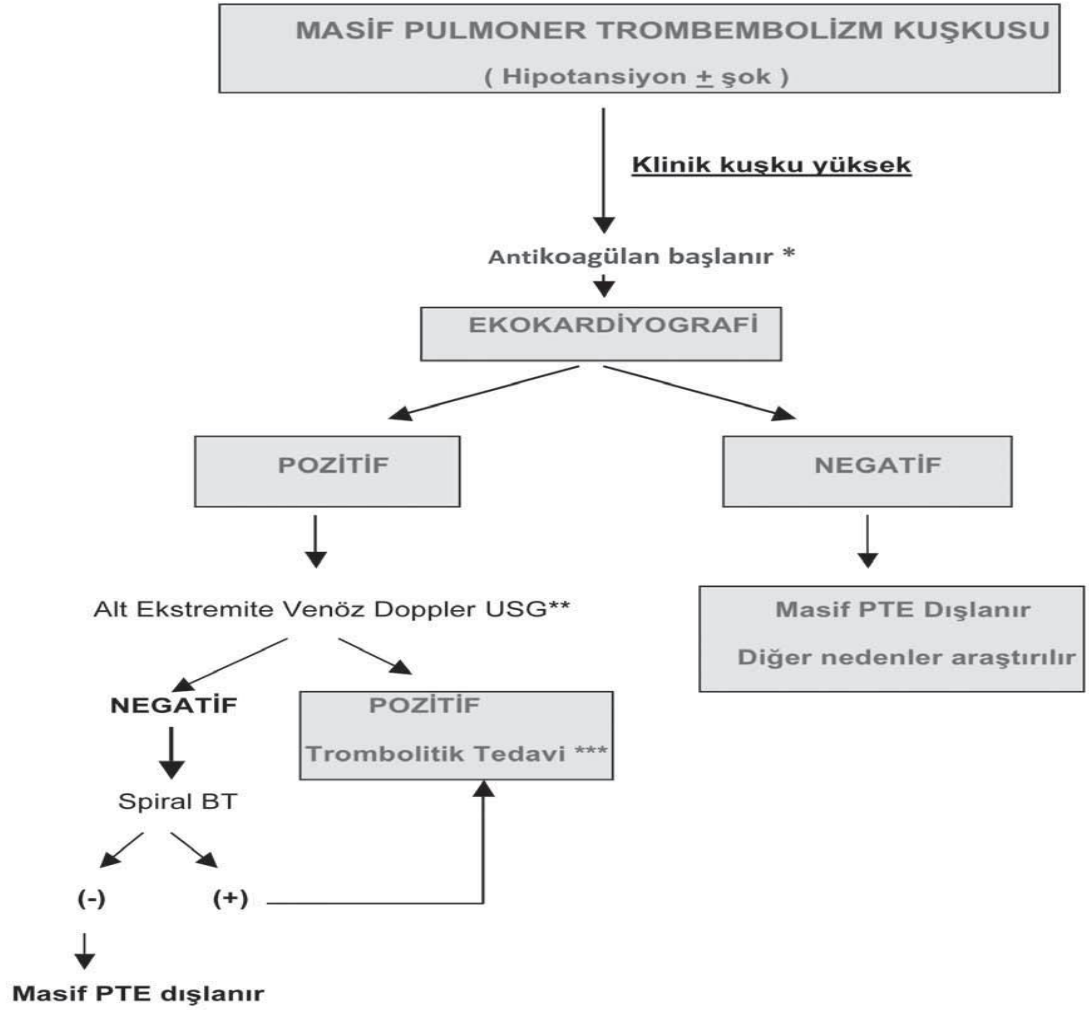 MASİF PULMONER TROMBEMBOLİZM KUŞKUSU
( Hipotansiyon ± şok )
Klinik kuşku yüksek
Antikoagülan başlanır *
EKOKARDİYOGRAFİ
POZİTİF
NEGATİF
Alt Ekstremite Venöz Doppler USG**
Masif PTE Dışlanır
Diğer nedenler araştırılır
NEGATİF
POZİTİF
Trombolitik Tedavi ***
Spiral BT
(-)
(+)
Masif PTE dışlanır